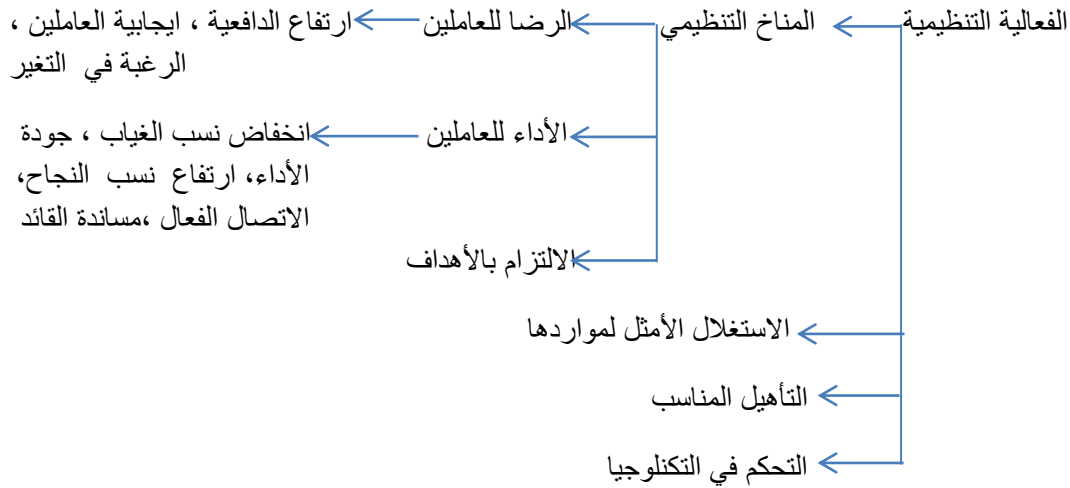 الفعالية التنظيمية المناخ التنظيمي الرضا للعاملين ارتفاع الدافعية ، ايجابية العاملين ،
الرغبة في التغير
الأداء للعاملين انخفاض نسب الغياب ، جودة
الأداء، ارتفاع نسب النجاح،
الاتصال الفعال ،مساندة القائد
الالتزام بالأهداف
الاستغلال الأمثل لمواردها
التأهيل المناسب
التحكم في التكنلوجيا